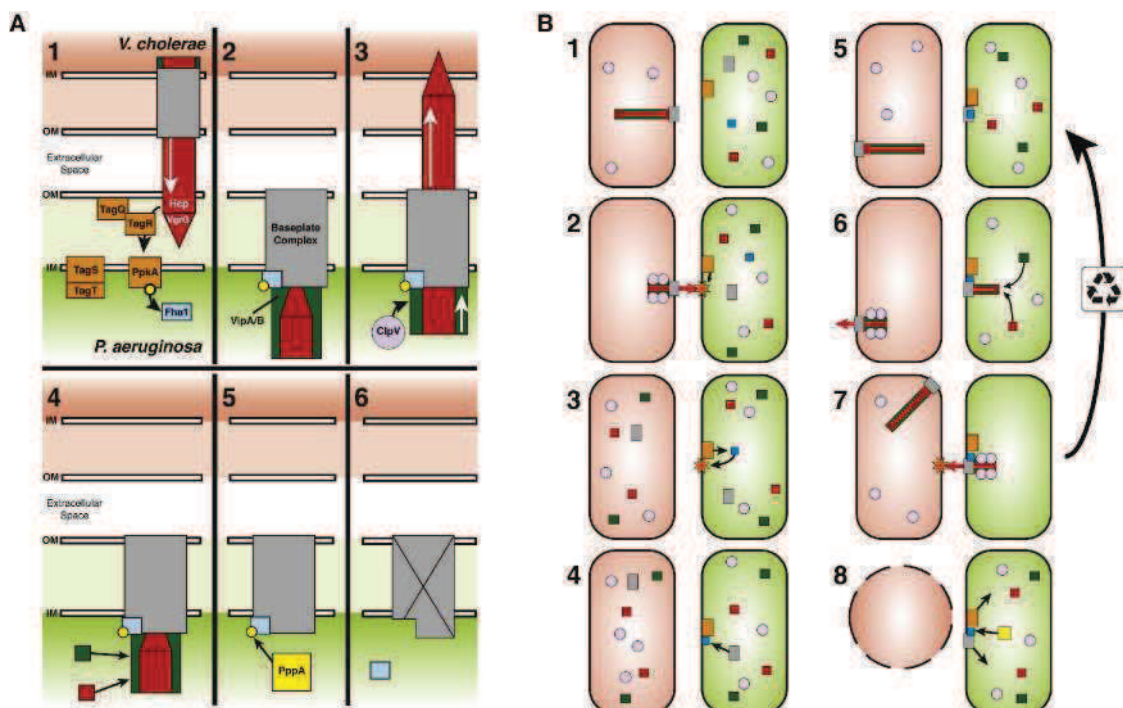 A
1
V. cholerae
2
3
IM
OM
Extracellular
Space
OM
Hcp
VgrG
TagQ
TagR
Baseplate
Complex
IM
TagS
TagT
PpkA
Fha1
VipA/B
ClpV
P. aeruginosa
4
5
6
IM
OM
Extracellular
Space
OM
IM
PppA
B
1
5
2
6
3
7
4
8